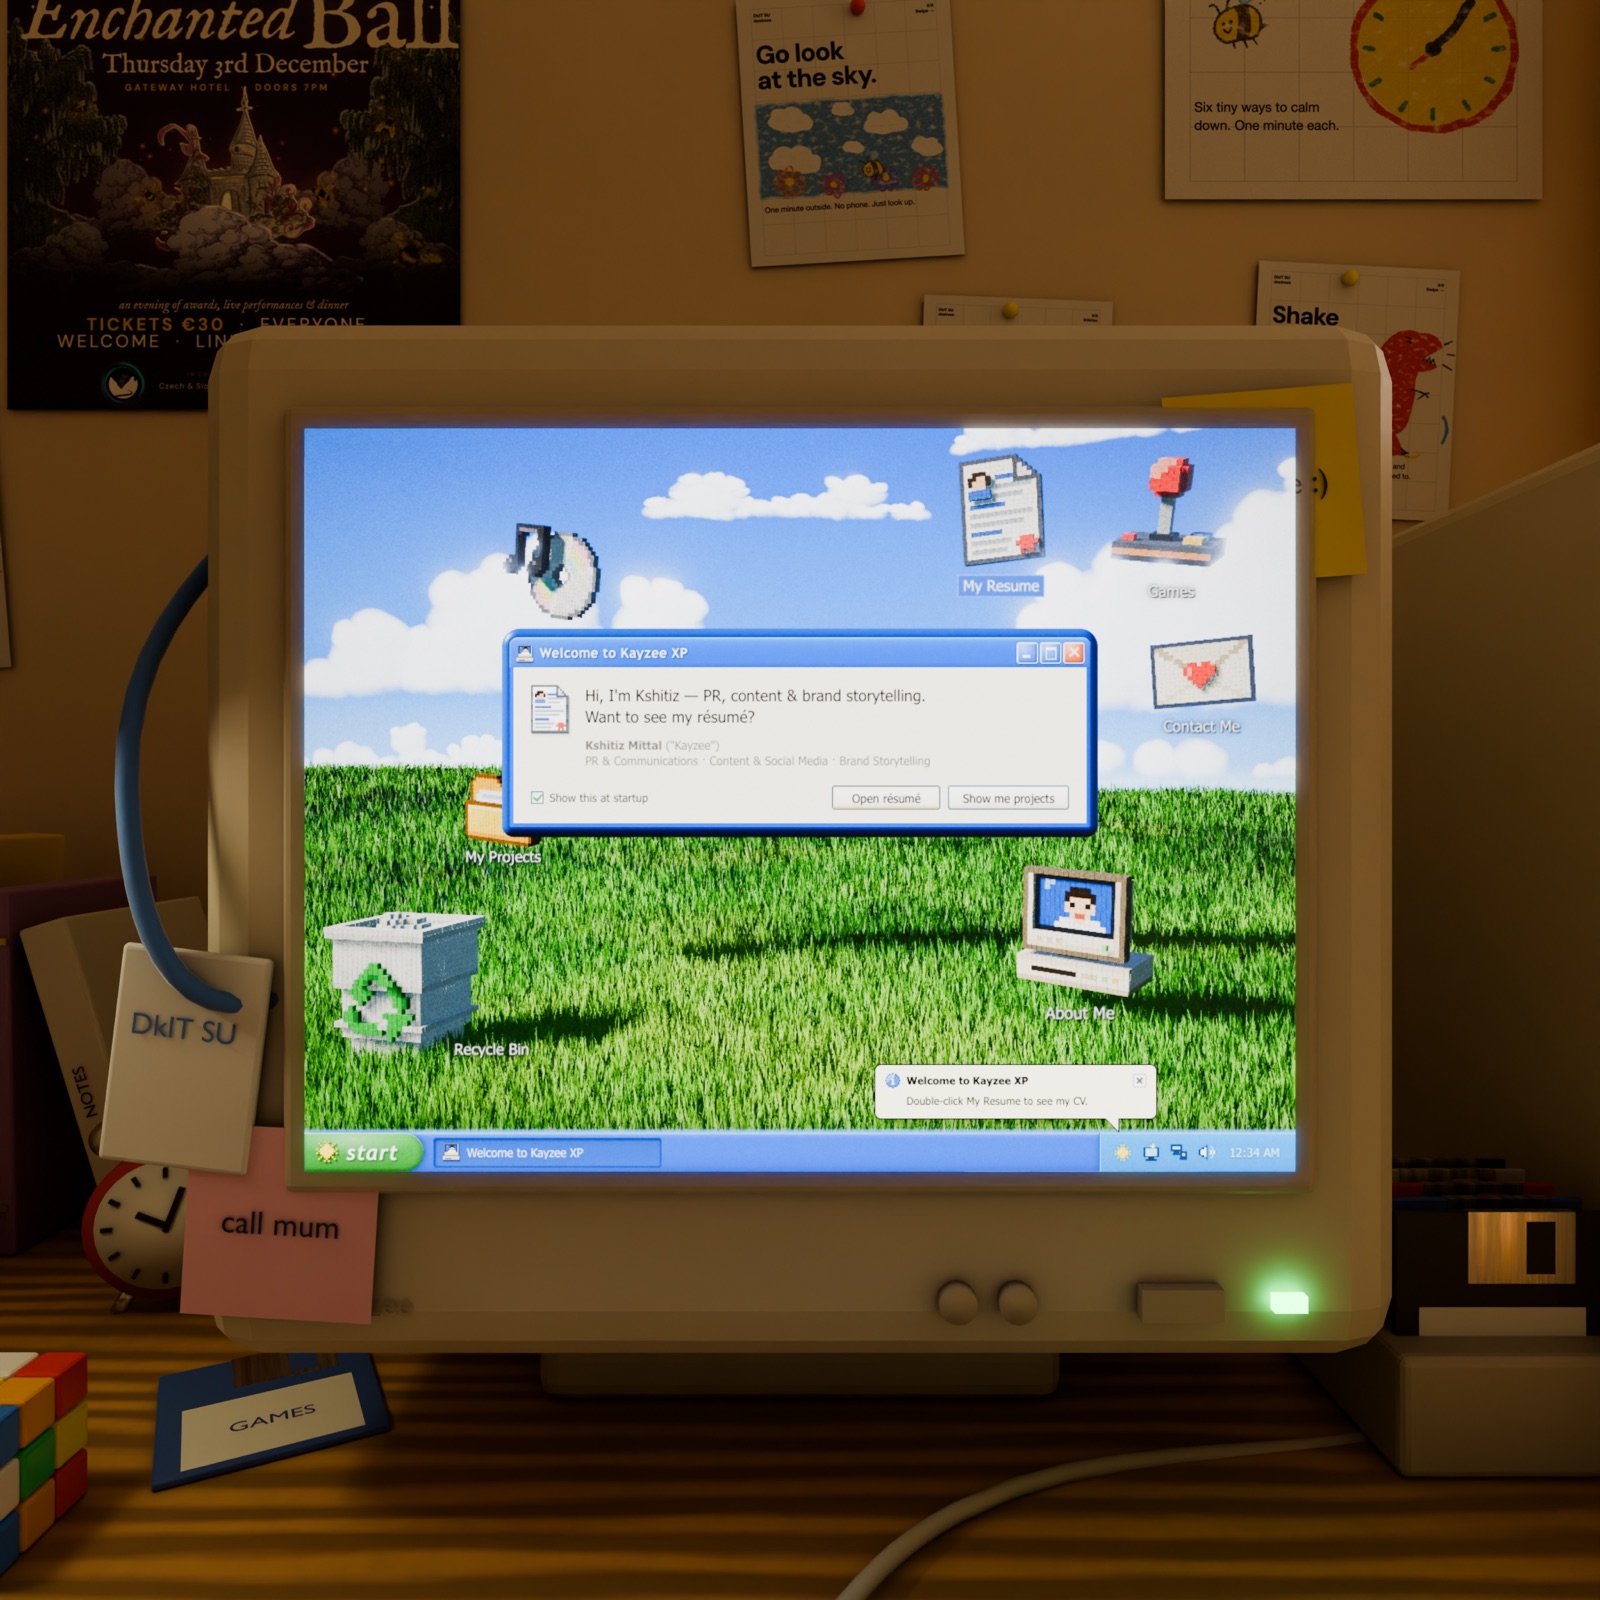 Enchanted Ball
Thursday 3rd December
GATEWAY HOTEL DOORS 7PM
an evening of awards, live performances & dinner
TICKETS €30 · EVERYONE
WELCOME · LIN
Czech & Slo
Go look
at the sky.
One minute outside. No phone. Just look up.
Six tiny ways to calm
down. One minute each.
Shake
and
ed to.
e :)
My Resume
Games
Contact Me
Welcome to Kayzee XP
Hi, I'm Kshitiz — PR, content & brand storytelling.
Want to see my résumé?
Kshitiz Mittal ("Kayzee")
PR & Communications · Content & Social Media · Brand Storytelling
Show this at startup
Open résumé
Show me projects
My Projects
Recycle Bin
About Me
Welcome to Kayzee XP
Double-click My Resume to see my CV.
start
Welcome to Kayzee XP
12:34 AM
DkIT SU
NOTES
call mum
GAMES